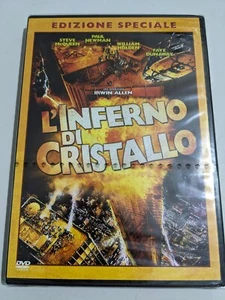 EDIZIONE SPECIALE
STEVE PAUL WILLIAM FAYE
McQUEEN NEWMAN HOLDEN DUNAWAY
IRWIN ALLEN
L'INFERNO
DI
CRISTALLO
DVD